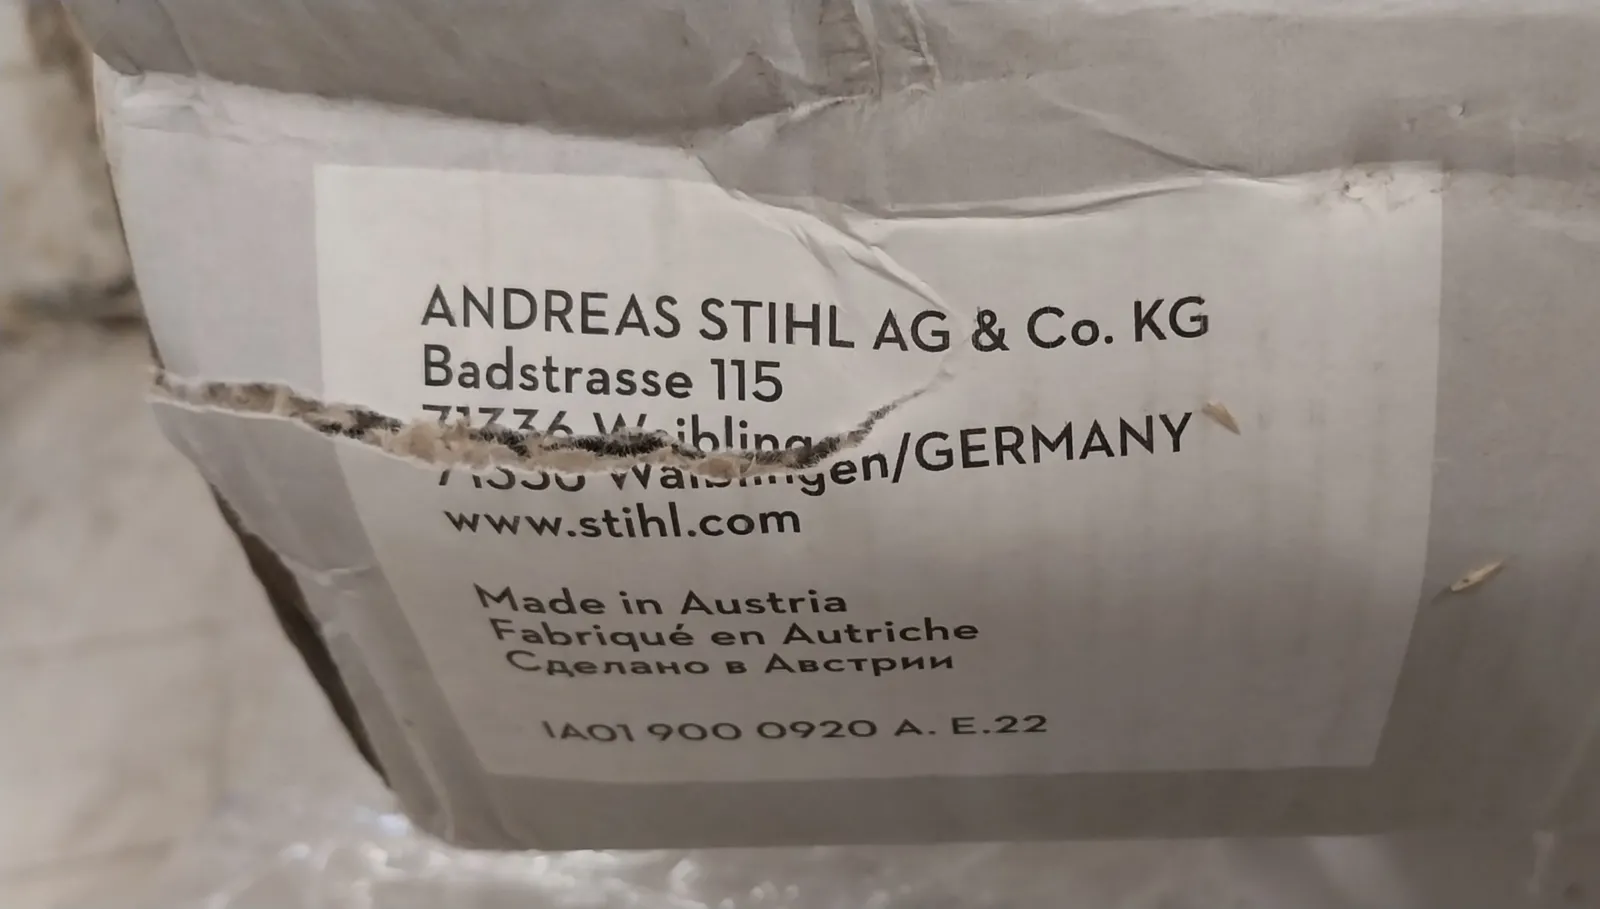 ANDREAS STIHL AG & Co. KG
Badstrasse 115
71336 Waiblingen/GERMANY
www.stihl.com
Made in Austria
Fabriqué en Autriche
Сделано в Австрии
IA01 900 0920 A. E.22